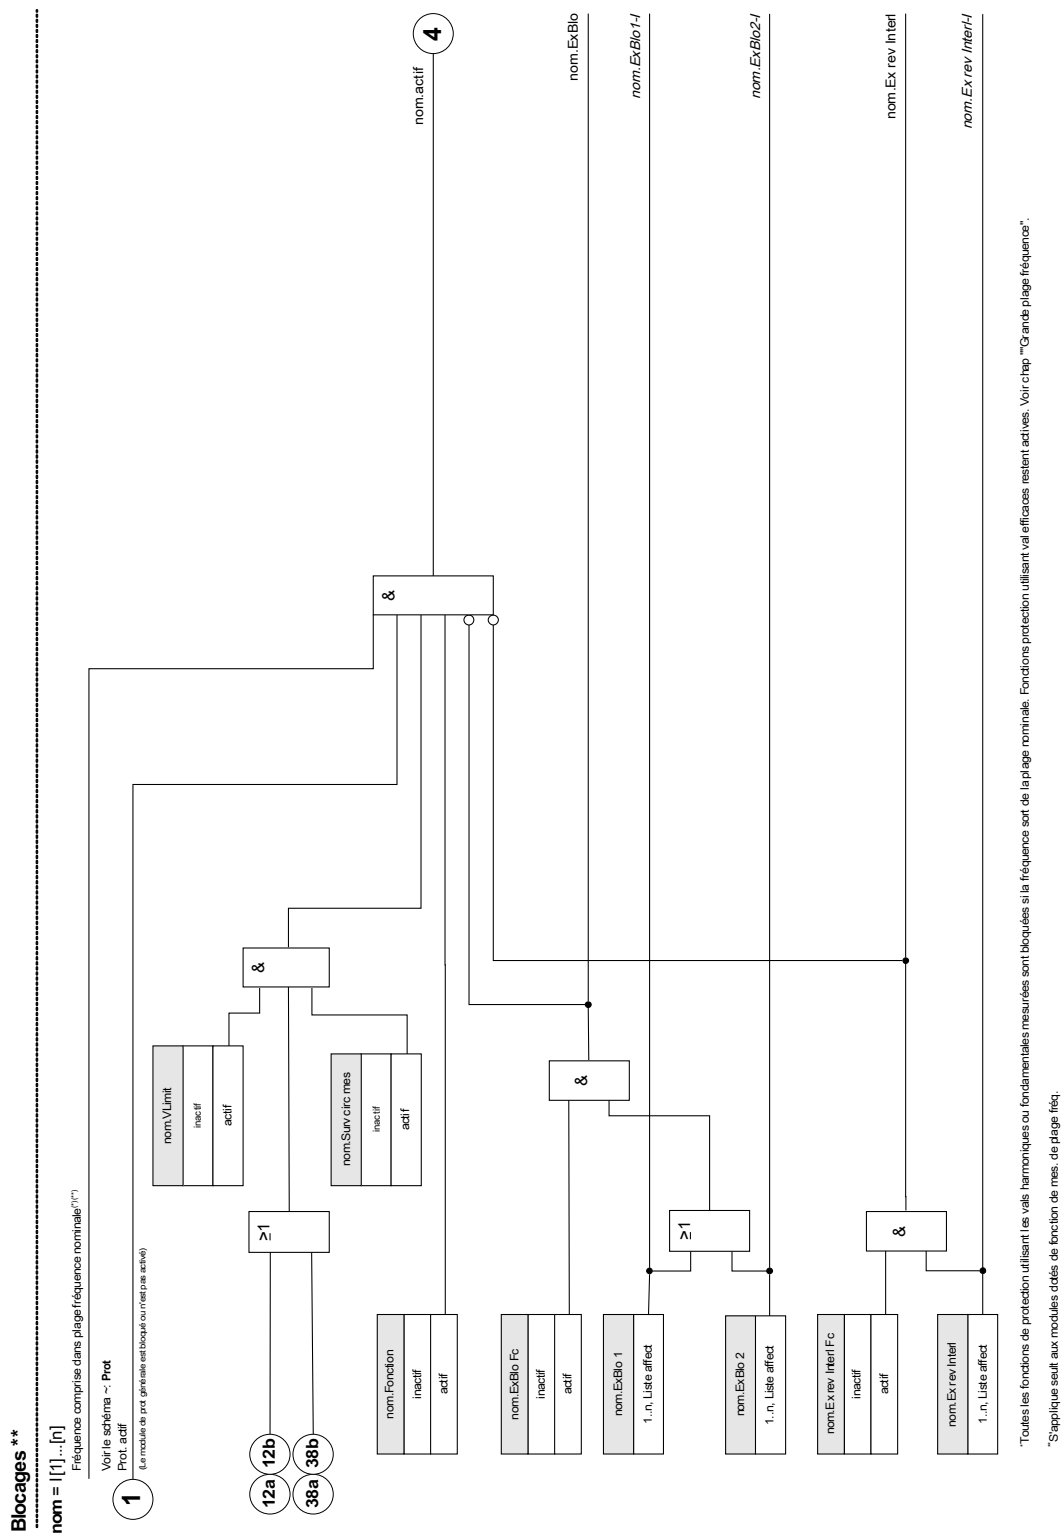 Blocages **
nom = I[1]...[n]
Fréquence comprise dans plage fréquence nominale(*)(**)
Voir le schéma ~: Prot
Prot. actif
(Le module de prot générale est bloqué ou n'est pas activé)
1
12a
12b
38a
38b
≥1
nom.VLimit
inactif
actif
nom.Surv circ mes
inactif
actif
&
nom.Fonction
inactif
actif
&
nom.actif
4
nom.ExBlo Fc
inactif
actif
&
nom.ExBlo
nom.ExBlo 1
1..n, Liste affect
nom.ExBlo1-I
≥1
nom.ExBlo 2
1..n, Liste affect
nom.ExBlo2-I
nom.Ex rev Interl Fc
inactif
actif
&
nom.Ex rev Interl
nom.Ex rev Interl
1..n, Liste affect
nom.Ex rev Interl-I
*Toutes les fonctions de protection utilisant les vals harmoniques ou fondamentales mesurées sont bloquées si la fréquence sort de la plage nominale. Fonctions protection utilisant val efficaces restent actives. Voir chap ""Grande plage fréquence".
**S'applique seult aux modules dotés de fonction de mes. de plage fréq.